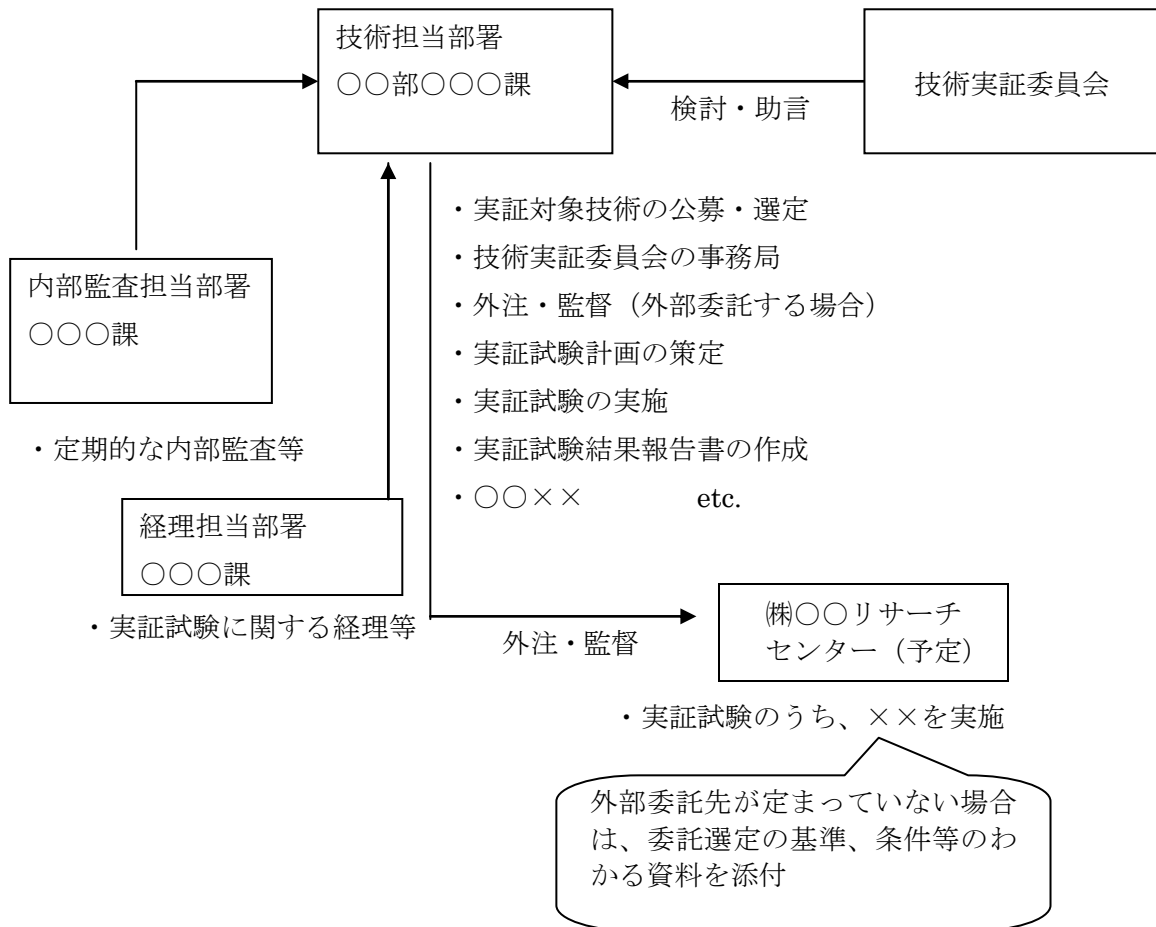 技術担当部署
○○部○○○課
技術実証委員会
検討・助言
・実証対象技術の公募・選定
・技術実証委員会の事務局
・外注・監督（外部委託する場合）
・実証試験計画の策定
・実証試験の実施
・実証試験結果報告書の作成
・○○×× etc.
内部監査担当部署
○○○課
・定期的な内部監査等
経理担当部署
○○○課
・実証試験に関する経理等
外注・監督
㈱○○リサーチ
センター（予定）
・実証試験のうち、××を実施
外部委託先が定まっていない場合
は、委託選定の基準、条件等のわ
かる資料を添付